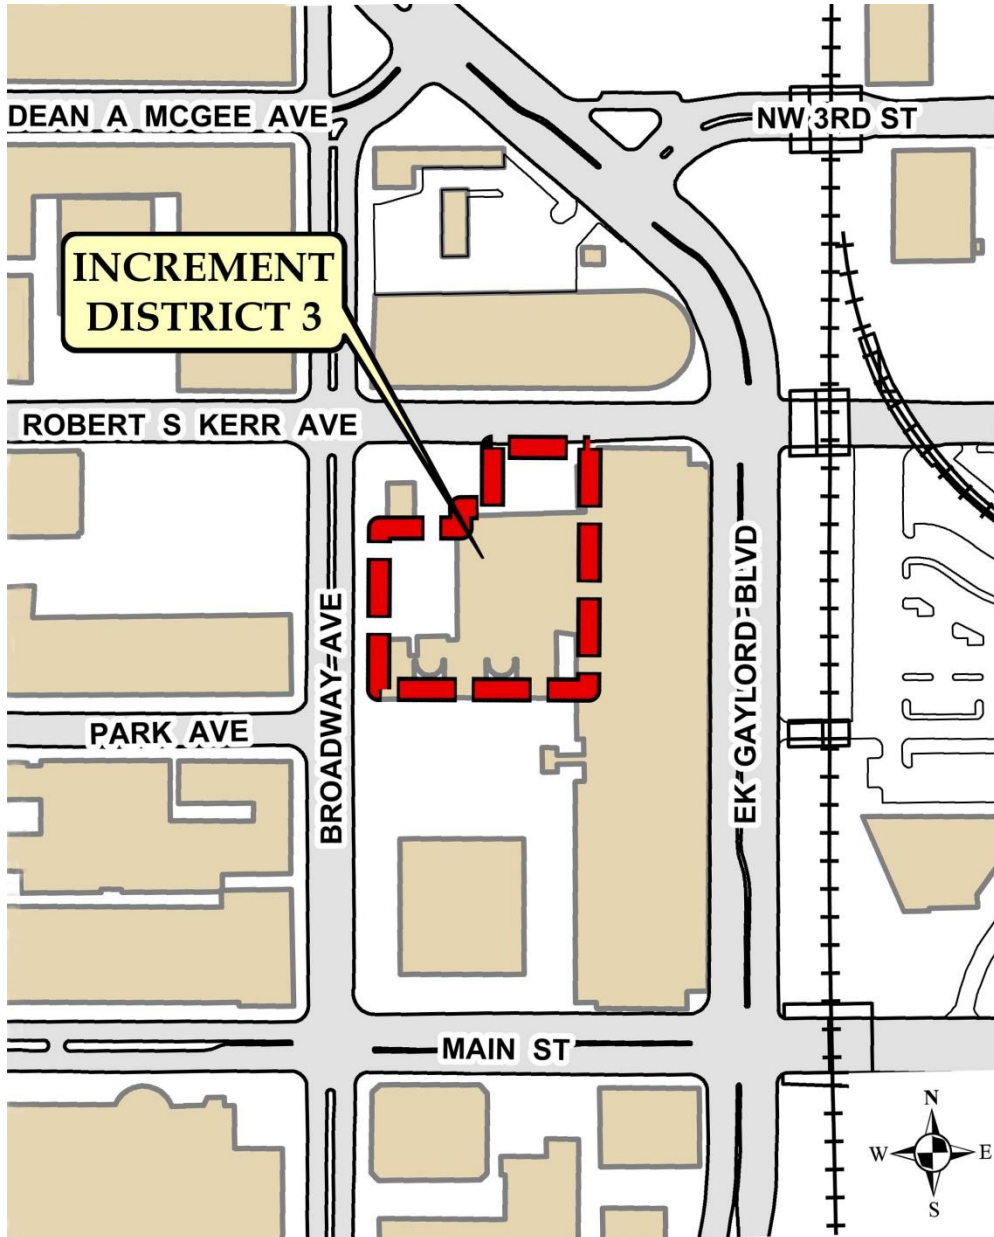 DEAN A MCGEE AVE
NW 3RD ST
INCREMENT
DISTRICT 3
ROBERT S KERR AVE
BROADWAY AVE
EK GAYLORD BLVD
PARK AVE
MAIN ST
N
W
E
S